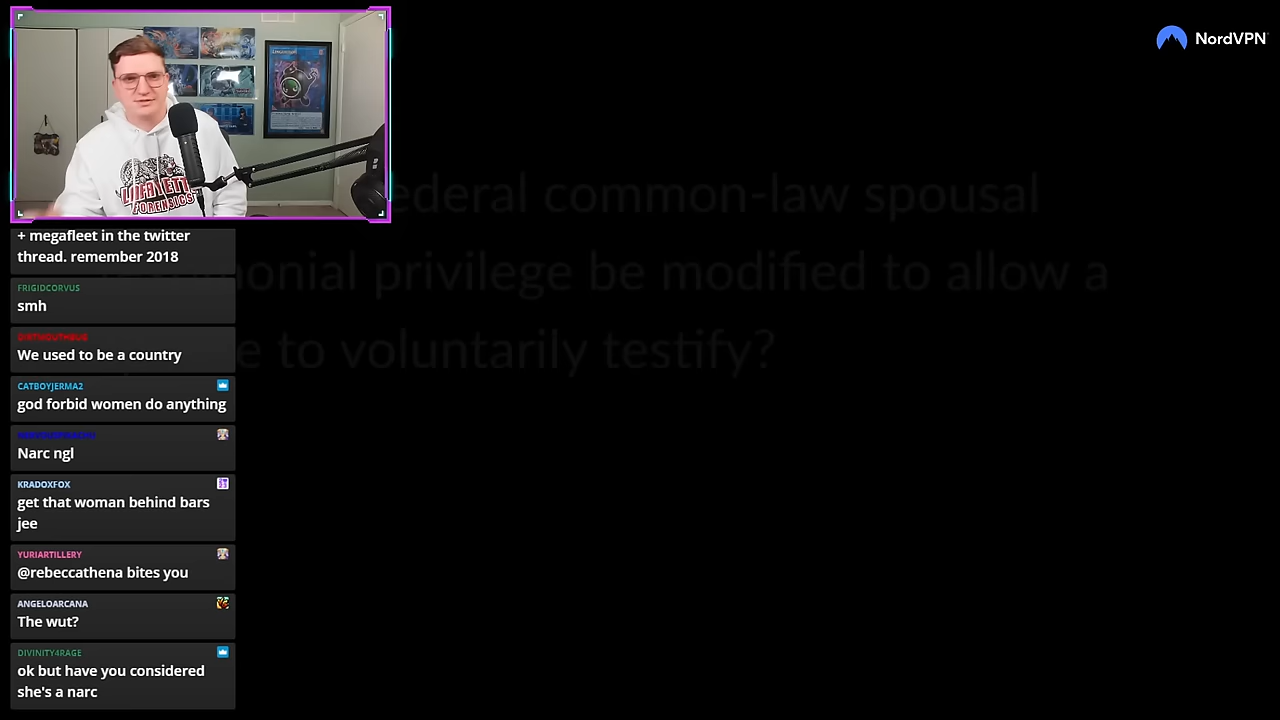 NordVPN
LAFAYETTE
FORENSICS
ederal common-law spousal
monial privilege be modified to allow a
e to voluntarily testify?
+ megafleet in the twitter
thread. remember 2018
FRIGIDCORVUS
smh
We used to be a country
CATBOYJERMA2
god forbid women do anything
Narc ngl
KRADOXFOX
get that woman behind bars
jee
YURIARTILLERY
@rebeccathena bites you
ANGELOARCANA
The wut?
DIVINITY4RAGE
ok but have you considered
she's a narc